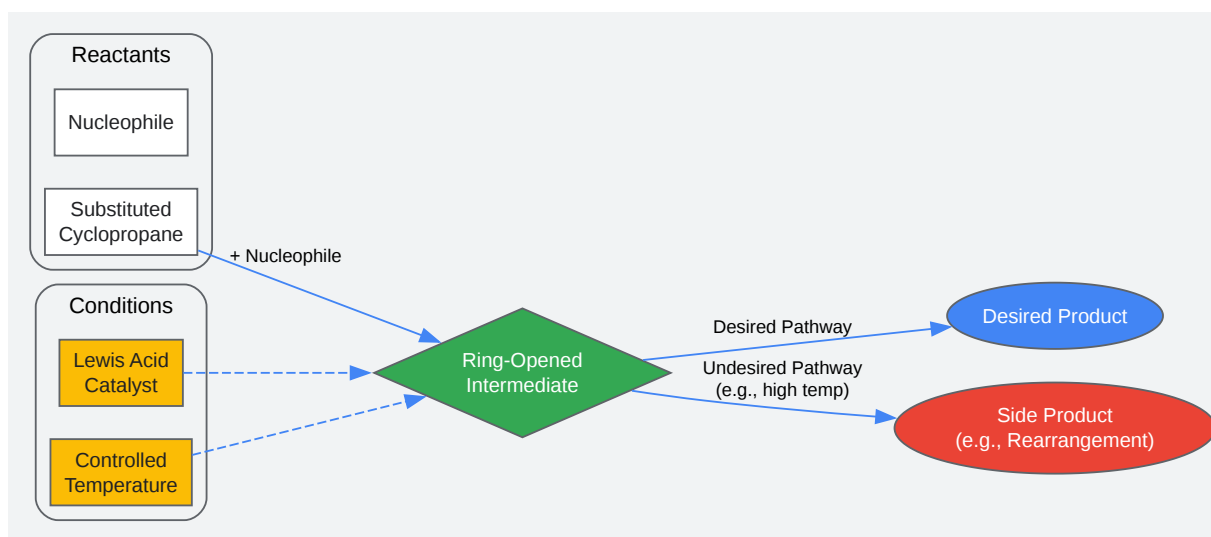 Reactants
Nucleophile
Substituted
Cyclopropane
+ Nucleophile
Conditions
Lewis Acid
Catalyst
Controlled
Temperature
Ring-Opened
Intermediate
Desired Pathway
Undesired Pathway
(e.g., high temp)
Desired Product
Side Product
(e.g., Rearrangement)